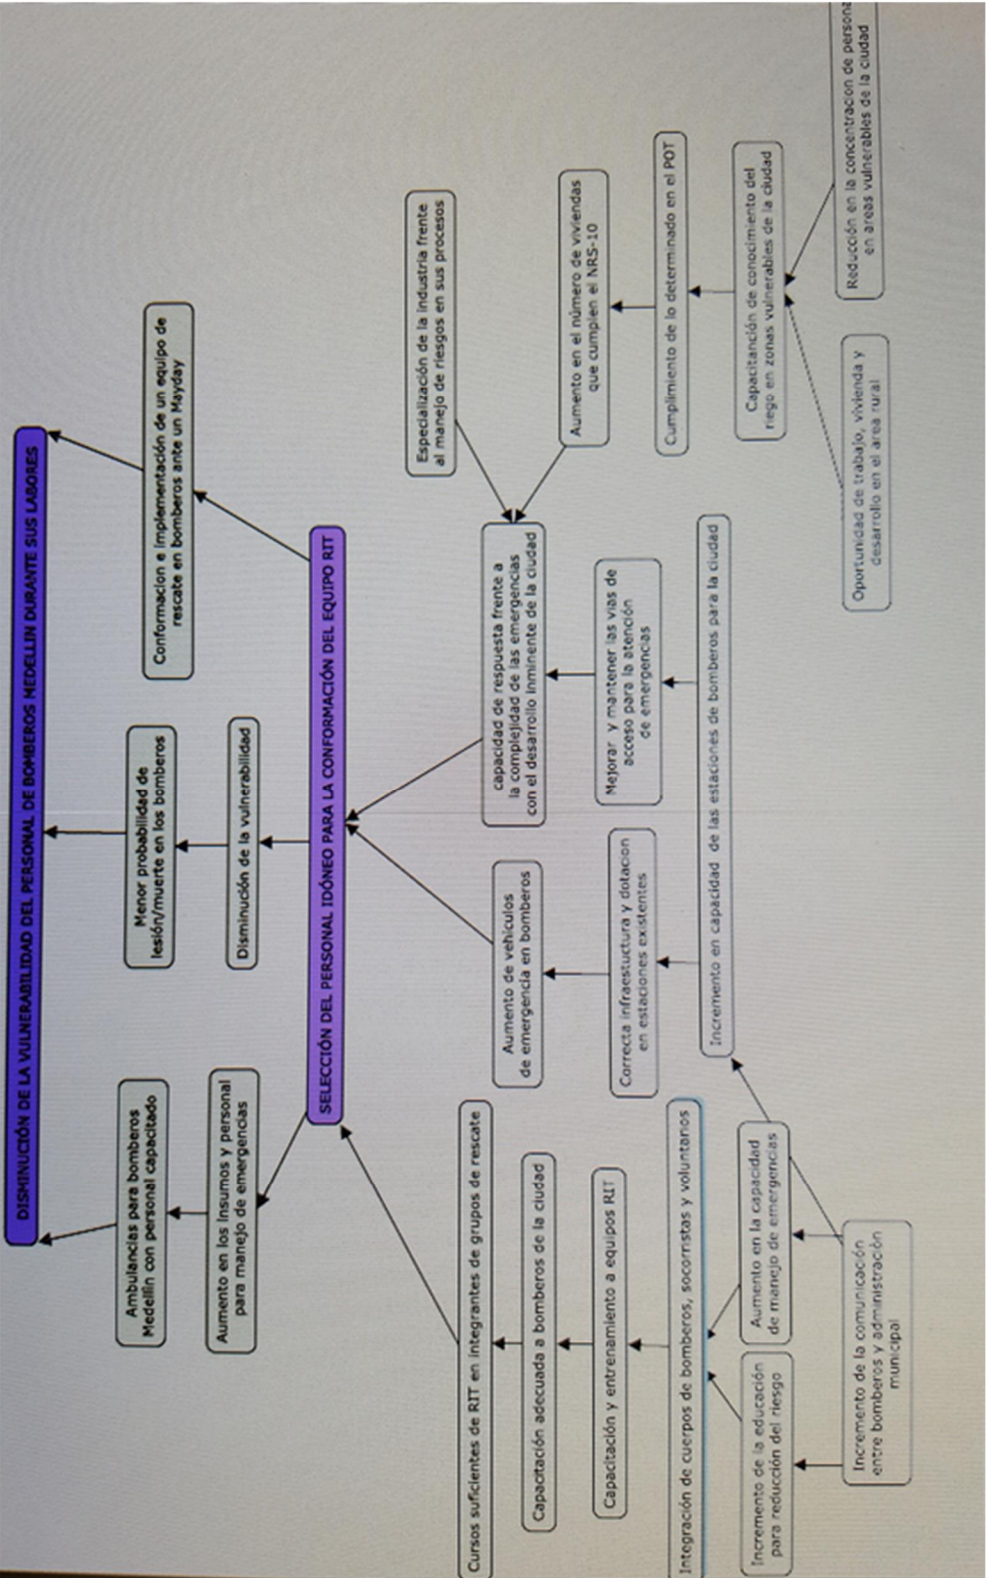 DISMINUCIÓN DE LA VULNERABILIDAD DEL PERSONAL DE BOMBEROS MEDELLIN DURANTE SUS LABORES
Ambulancias para bomberos
Medellin con personal capacitado
Menor probabilidad de
lesión/muerte en los bomberos
Conformacion e implementación de un equipo de
rescate en bomberos ante un Mayday
Aumento en los insumos y personal
para manejo de emergencias
Disminución de la vulnerabilidad
SELECCIÓN DEL PERSONAL IDÓNEO PARA LA CONFORMACIÓN DEL EQUIPO RIT
Cursos suficientes de RIT en integrantes de grupos de rescate
Aumento de vehículos
de emergencia en bomberos
capacidad de respuesta frente a
la complejidad de las emergencias
con el desarrollo inminente de la ciudad
Especialización de la industria frente
al manejo de riesgos en sus procesos
Capacitación adecuada a bomberos de la ciudad
Correcta infraestuctura y dotacion
en estaciones existentes
Mejorar y mantener las vias de
acceso para la atención
de emergencias
Aumento en el número de viviendas
que cumplen el NRS-10
Capacitación y entrenamiento a equipos RIT
Cumplimiento de lo determinado en el POT
Integración de cuerpos de bomberos, socorristas y voluntarios
Incremento en capacidad de las estaciones de bomberos para la ciudad
Capacitanción de conocimiento del
riego en zonas vulnerables de la ciudad
Incremento de la educación
para reducción del riesgo
Aumento en la capacidad
de manejo de emergencias
Oportunidad de trabajo, vivienda y
desarrollo en el area rural
Reducción en la concentracion de persona
en areas vulnerables de la ciudad
Incremento de la comunicación
entre bomberos y administración
municipal